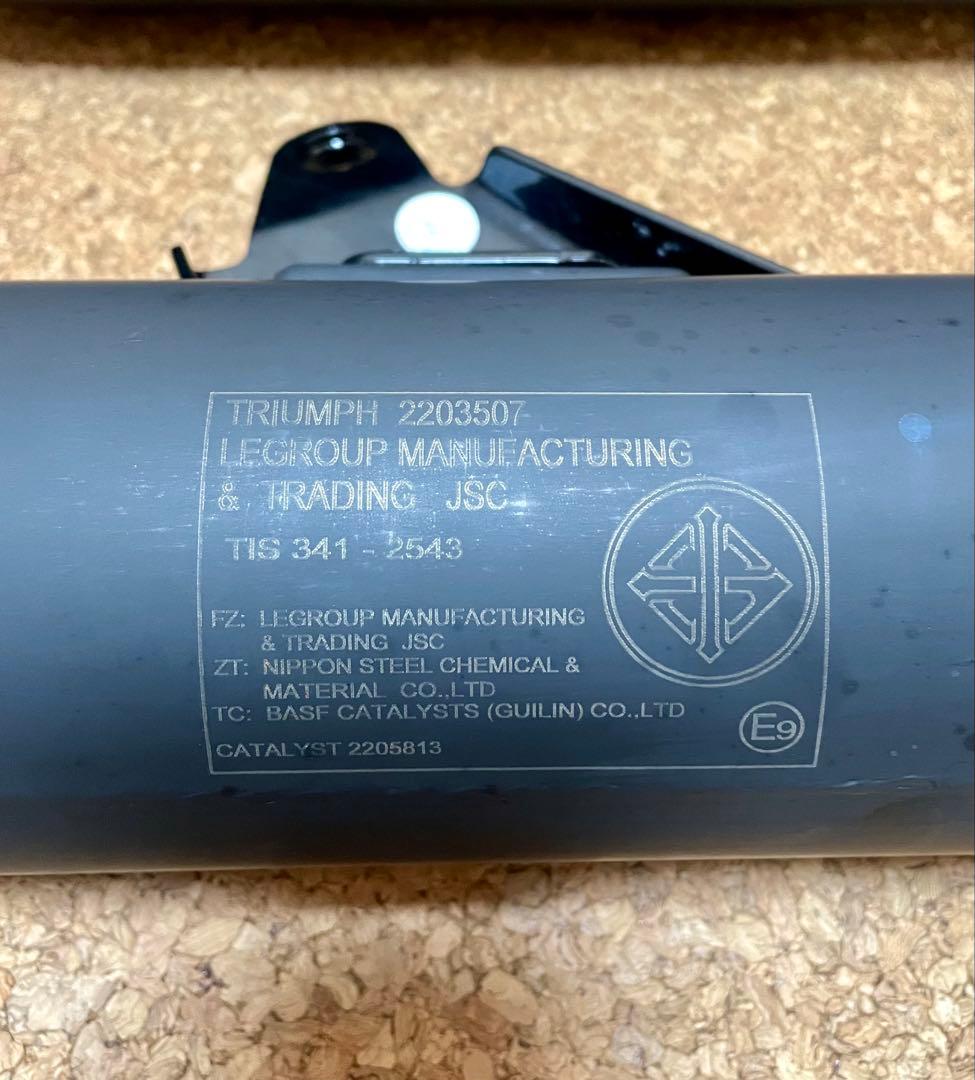 TRIUMPH 2203507
LEGROUP MANUFACTURING
& TRADING JSC
TIS 341 - 2543
FZ: LEGROUP MANUFACTURING
& TRADING JSC
ZT: NIPPON STEEL CHEMICAL &
MATERIAL CO.,LTD
TC: BASF CATALYSTS (GUILIN) CO.,LTD
E9
CATALYST 2205813